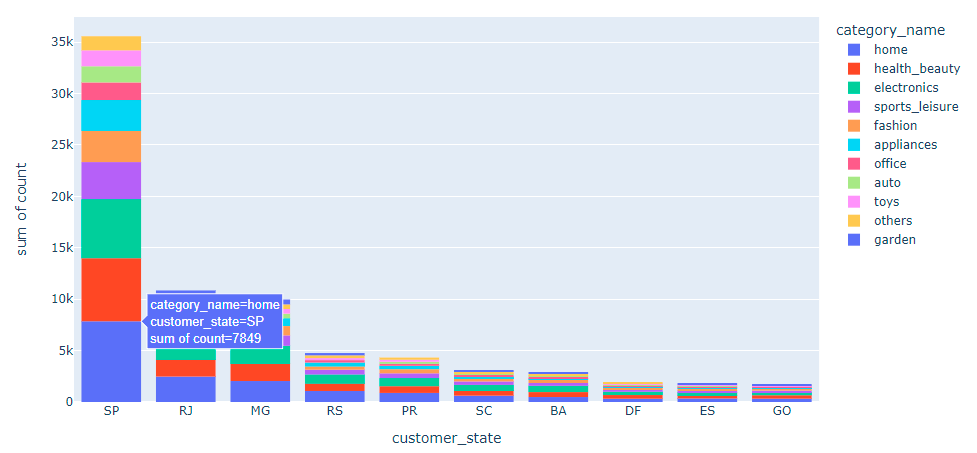 category_name
home
health_beauty
electronics
sports_leisure
fashion
appliances
office
auto
toys
others
garden
sum of count
35k
30k
25k
20k
15k
10k
5k
0
category_name=home
customer_state=SP
sum of count=7849
SP RJ MG RS PR SC BA DF ES GO
customer_state